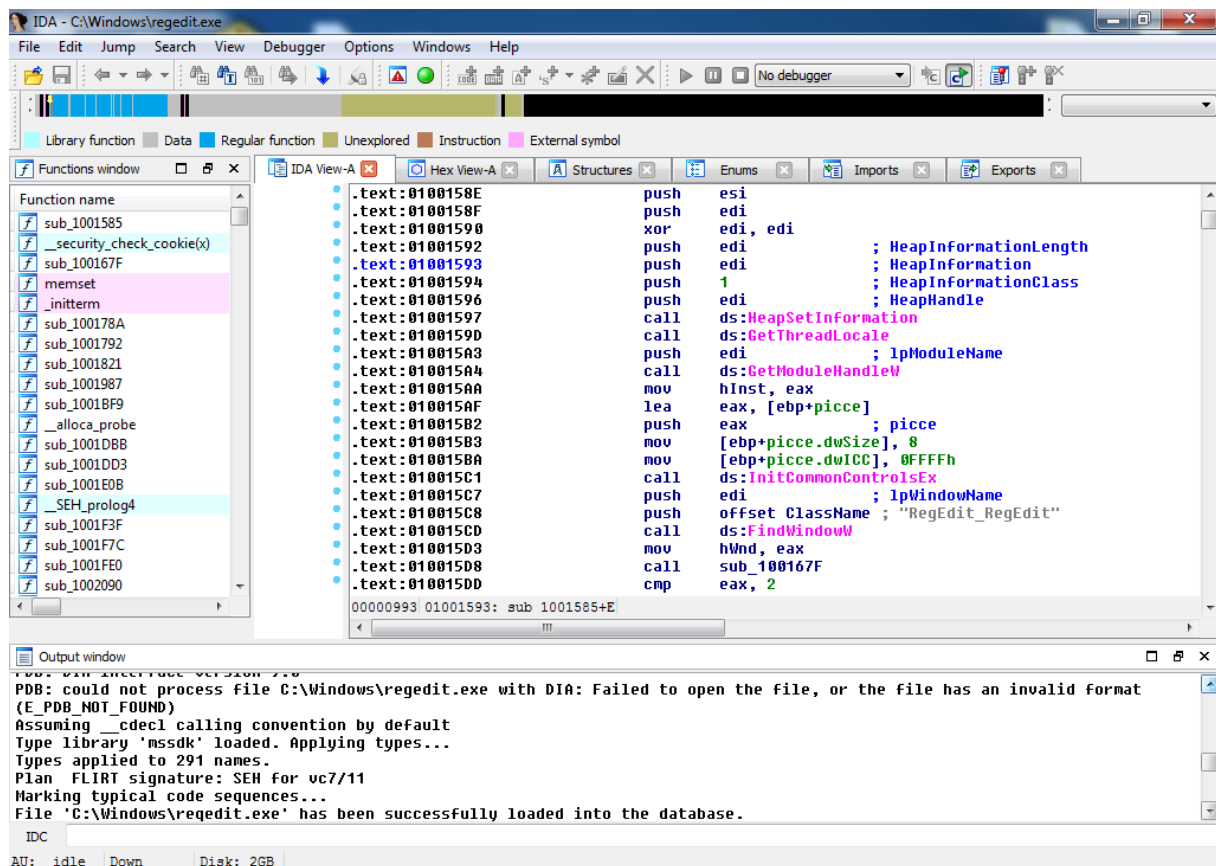 IDA - C:\Windows\regedit.exe
File Edit Jump Search View Debugger Options Windows Help
No debugger
Library function Data Regular function Unexplored Instruction External symbol
Functions window
IDA View-A Hex View-A Structures Enums Imports Exports
Function name
sub_1001585
__security_check_cookie(x)
sub_100167F
memset
_initterm
sub_100178A
sub_1001792
sub_1001821
sub_1001987
sub_1001BF9
__alloca_probe
sub_1001DBB
sub_1001DD3
sub_1001E0B
__SEH_prolog4
sub_1001F3F
sub_1001F7C
sub_1001FE0
sub_1002090
.text:0100158E push esi
.text:0100158F push edi
.text:01001590 xor edi, edi
.text:01001592 push edi ; HeapInformationLength
.text:01001593 push edi ; HeapInformation
.text:01001594 push 1 ; HeapInformationClass
.text:01001596 push edi ; HeapHandle
.text:01001597 call ds:HeapSetInformation
.text:0100159D call ds:GetThreadLocale
.text:010015A3 push edi ; lpModuleName
.text:010015A4 call ds:GetModuleHandleW
.text:010015AA mov hInst, eax
.text:010015AF lea eax, [ebp+picce]
.text:010015B2 push eax ; picce
.text:010015B3 mov [ebp+picce.dwSize], 8
.text:010015BA mov [ebp+picce.dwICC], 0FFFFh
.text:010015C1 call ds:InitCommonControlsEx
.text:010015C7 push edi ; lpWindowName
.text:010015C8 push offset ClassName ; "RegEdit_RegEdit"
.text:010015CD call ds:FindWindowW
.text:010015D3 mov hWnd, eax
.text:010015D8 call sub_100167F
.text:010015DD cmp eax, 2
00000993 01001593: sub_1001585+E
Output window
PDB: DIA interface version 7.0
PDB: could not process file C:\Windows\regedit.exe with DIA: Failed to open the file, or the file has an invalid format
(E_PDB_NOT_FOUND)
Assuming __cdecl calling convention by default
Type library 'mssdk' loaded. Applying types...
Types applied to 291 names.
Plan FLIRT signature: SEH for vc7/11
Marking typical code sequences...
File 'C:\Windows\regedit.exe' has been successfully loaded into the database.
IDC
AU: idle Down Disk: 2GB